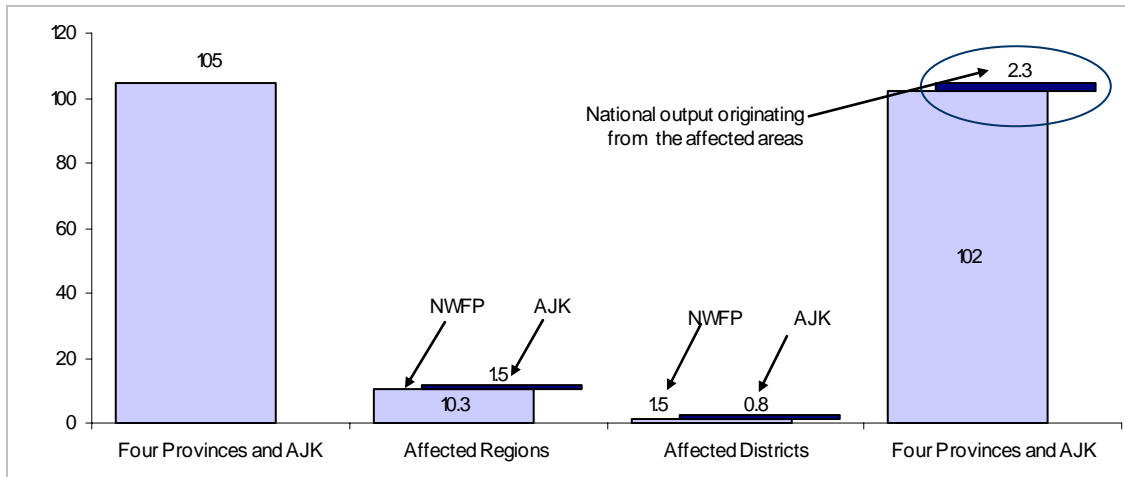 120
100
80
60
40
20
0
105
NWFP
AJK
1.5
10.3
NWFP
AJK
1.5
0.8
National output originating
from the affected areas
2.3
102
Four Provinces and AJK
Affected Regions
Affected Districts
Four Provinces and AJK